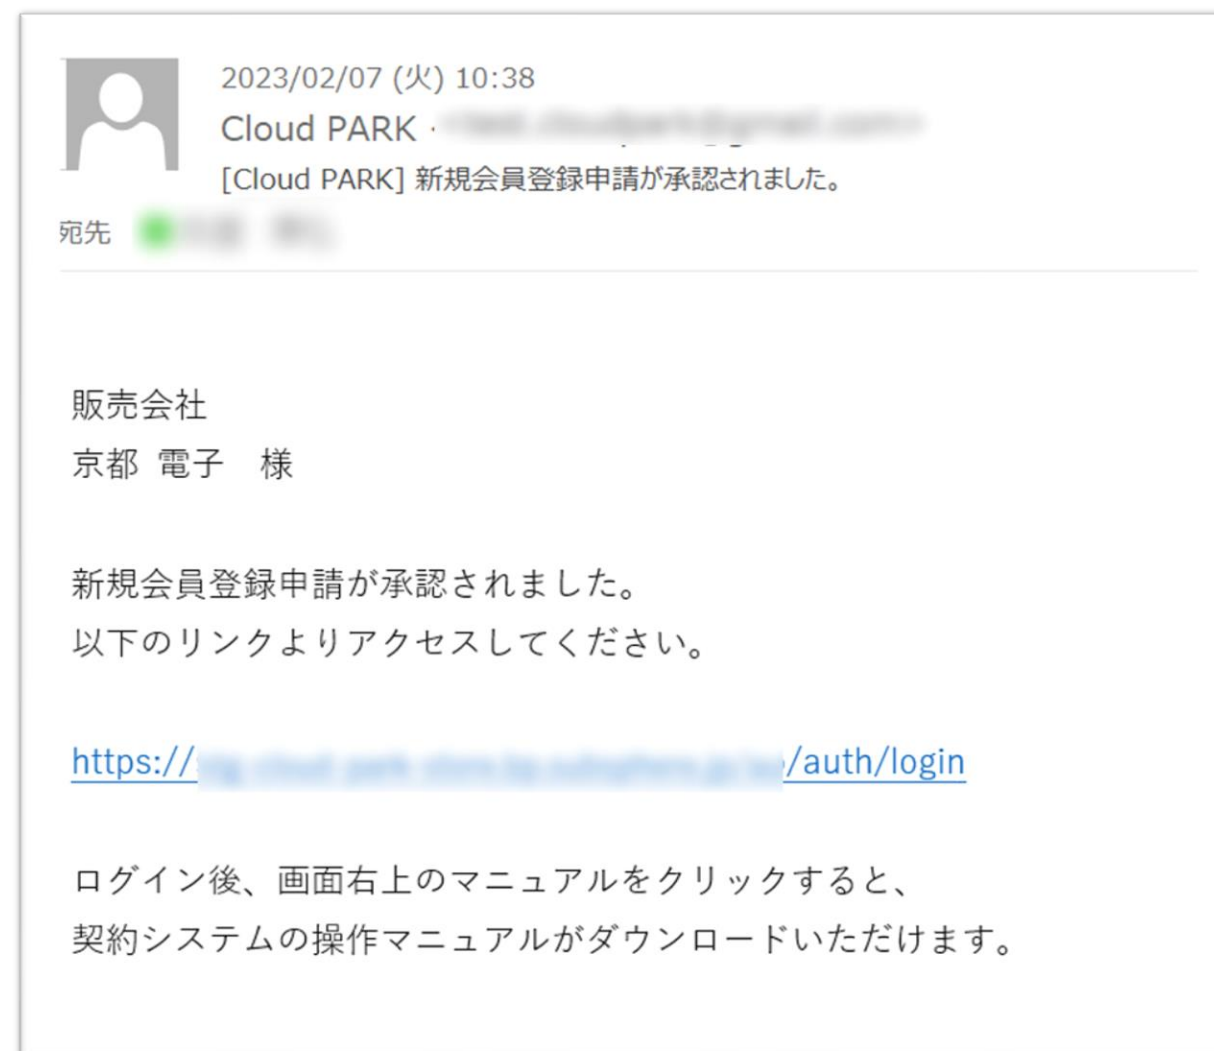 2023/02/07 (火) 10:38
Cloud PARK
[Cloud PARK] 新規会員登録申請が承認されました。
宛先
販売会社
京都 電子　様
新規会員登録申請が承認されました。
以下のリンクよりアクセスしてください。
https:// /auth/login
ログイン後、画面右上のマニュアルをクリックすると、
契約システムの操作マニュアルがダウンロードいただけます。